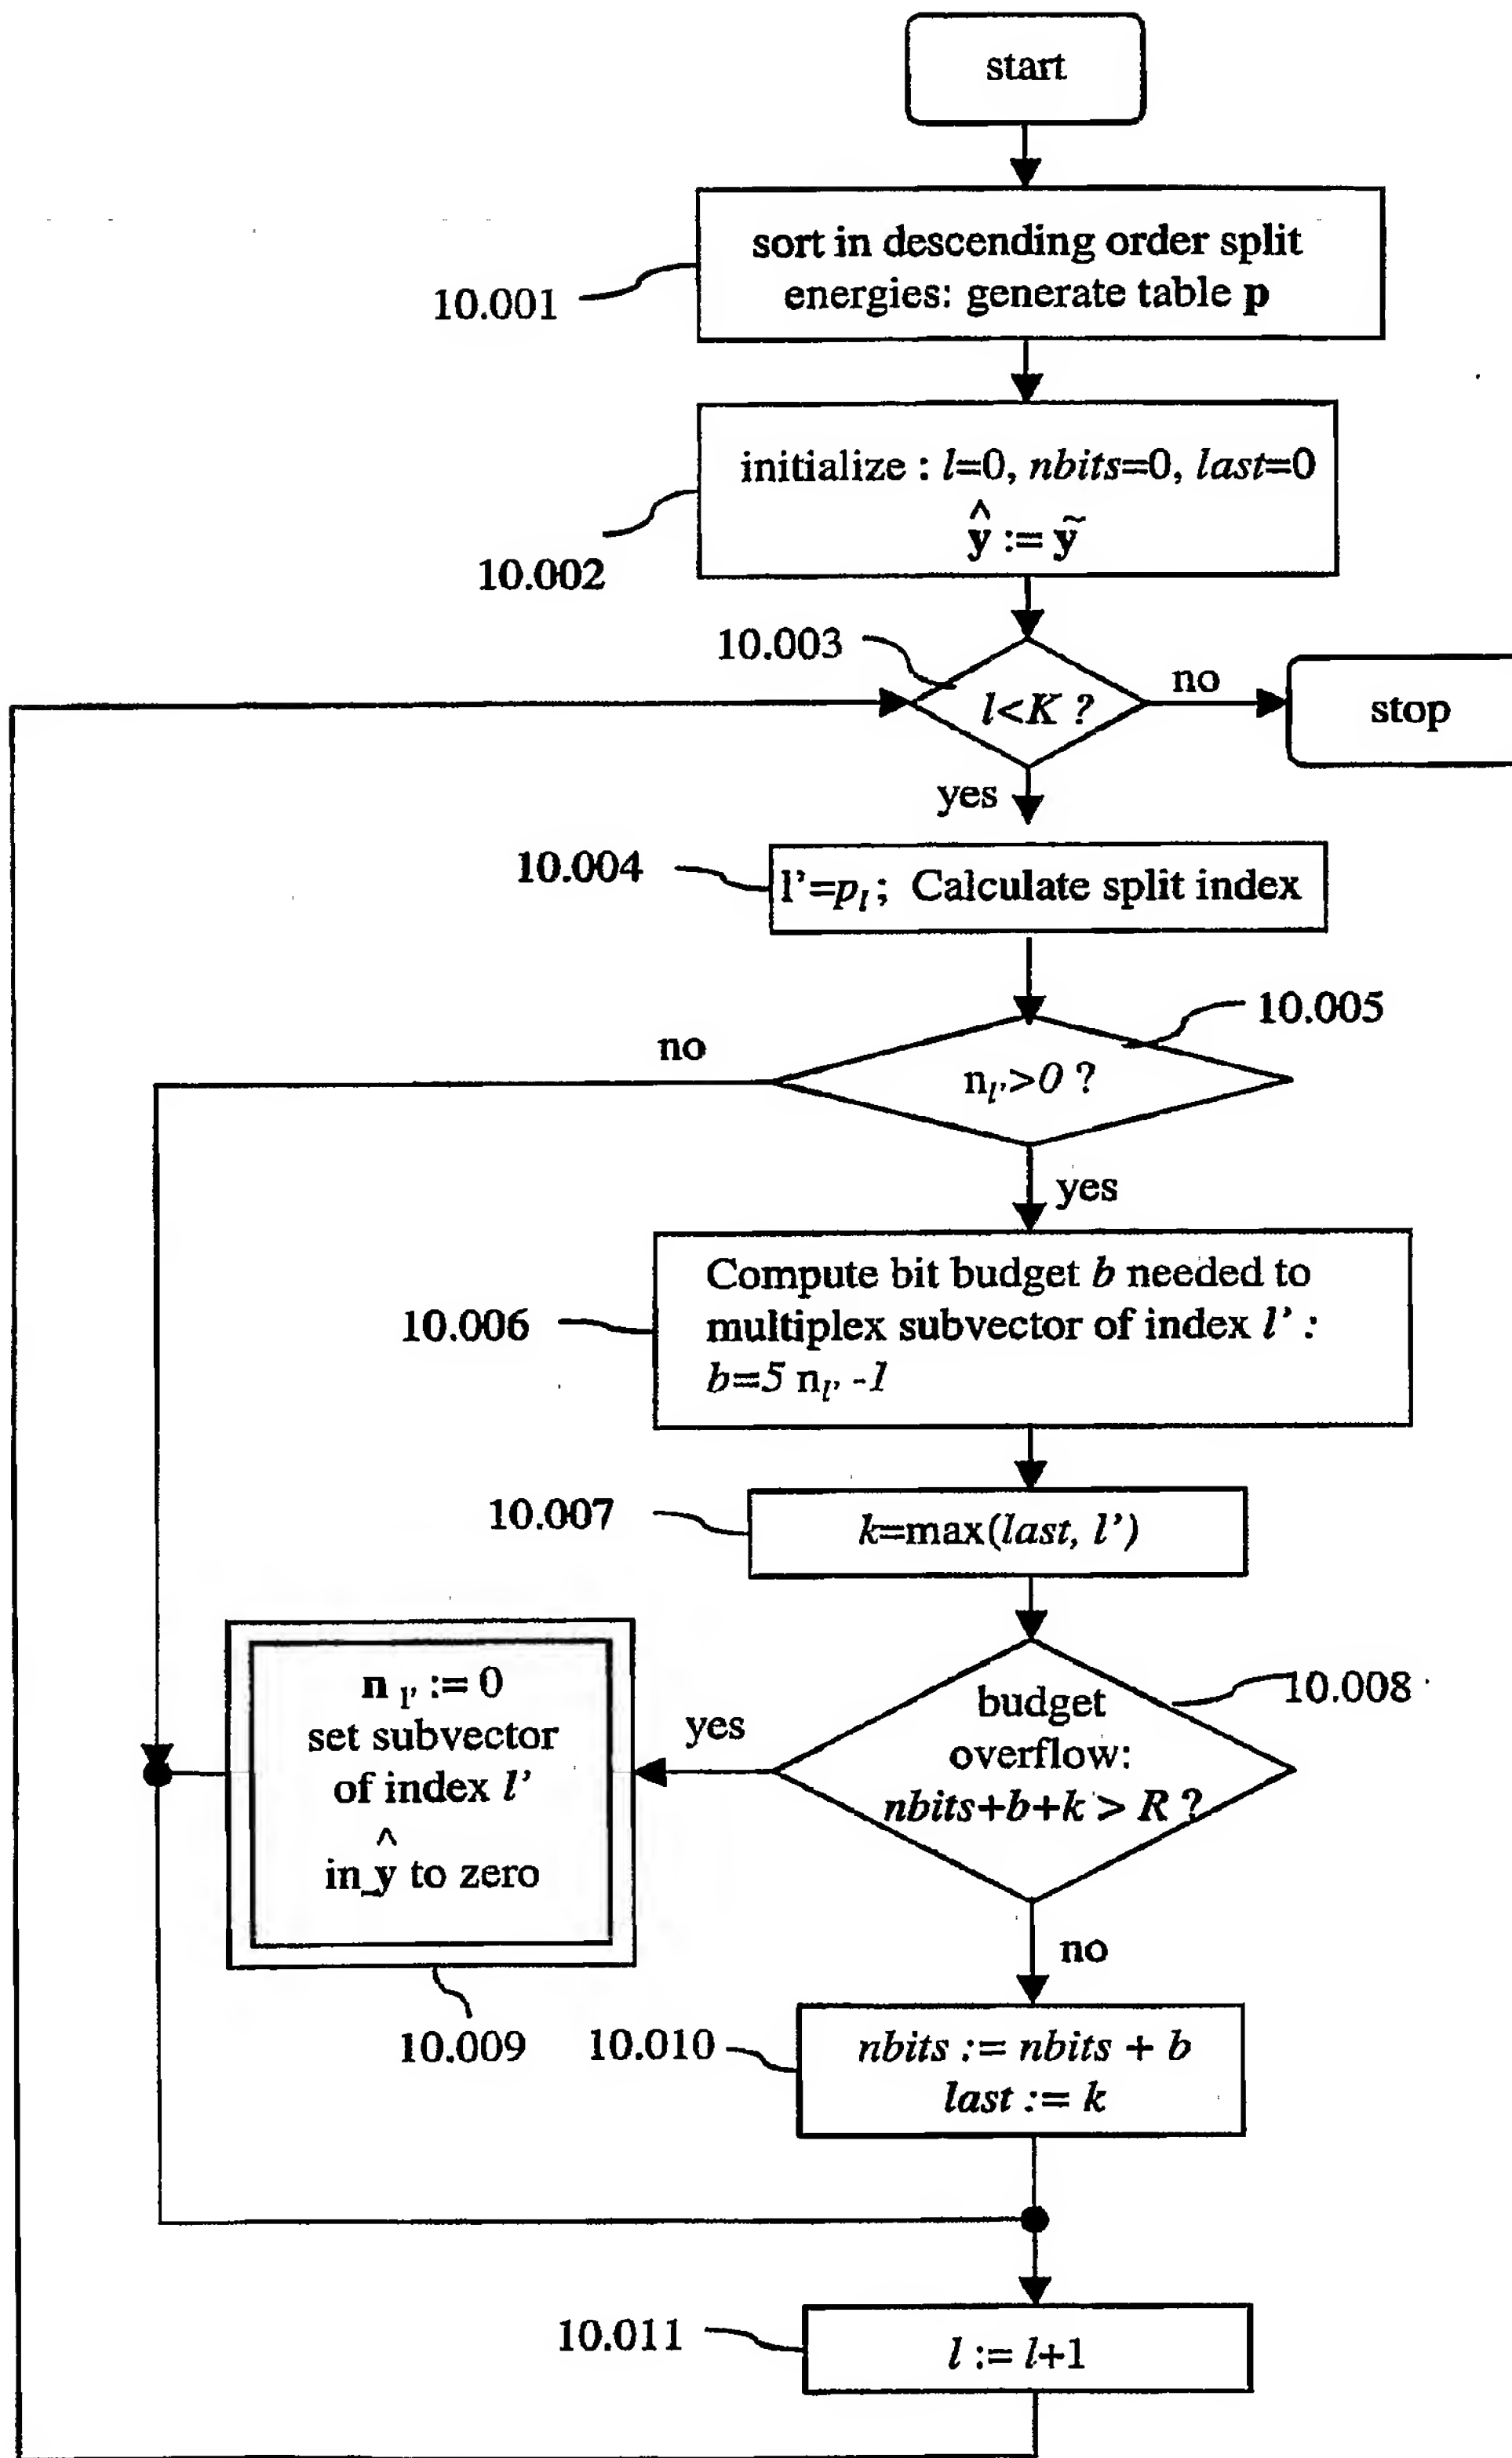 start
sort in descending order split
energies: generate table p
10.001
initialize : l=0, nbits=0, last=0
ŷ := ỹ
10.002
10.003
l<K ?
no
stop
yes
10.004
l'=pₗ; Calculate split index
10.005
no
nₗ'>0 ?
yes
Compute bit budget b needed to
multiplex subvector of index l' :
b=5 nₗ' -1
10.006
10.007
k=max(last, l')
n l' := 0
set subvector
of index l'
in ŷ to zero
yes
budget
overflow:
nbits+b+k > R ?
10.008
no
10.009
10.010
nbits := nbits + b
last := k
10.011
l := l+1